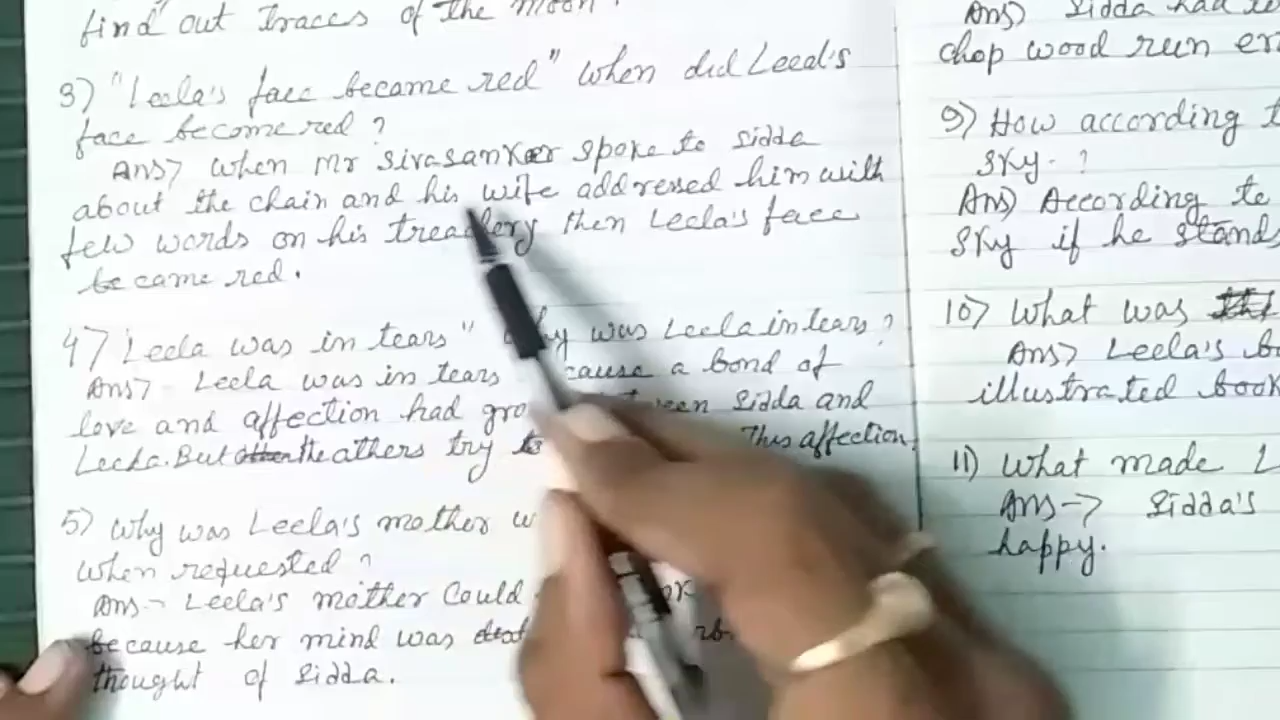 find out traces of the moon.
3) "Leela's face became red" when did Leela's
face become red?
Ans> when Mr Sivasanker spoke to Sidda
about the chain and his wife addressed him with
few words on his treachery then Leela's face
became red.
4> Leela was in tears" why was Leela in tears?
Ans> Leela was in tears cause a bond of
love and affection had gro Sidda and
Leela. But the athers try to This affection.
5> Why was Leela's mother
when requested?
Ans- Leela's mother could
because her mind was
thought of Sidda.
Ans> Sidda had
chop wood run
9> How according
Sky. ?
Ans) According to
Sky if he stands
10> What was
Ans> Leela's
illustrated book
11) What made L
Ans-> Sidda's
happy.